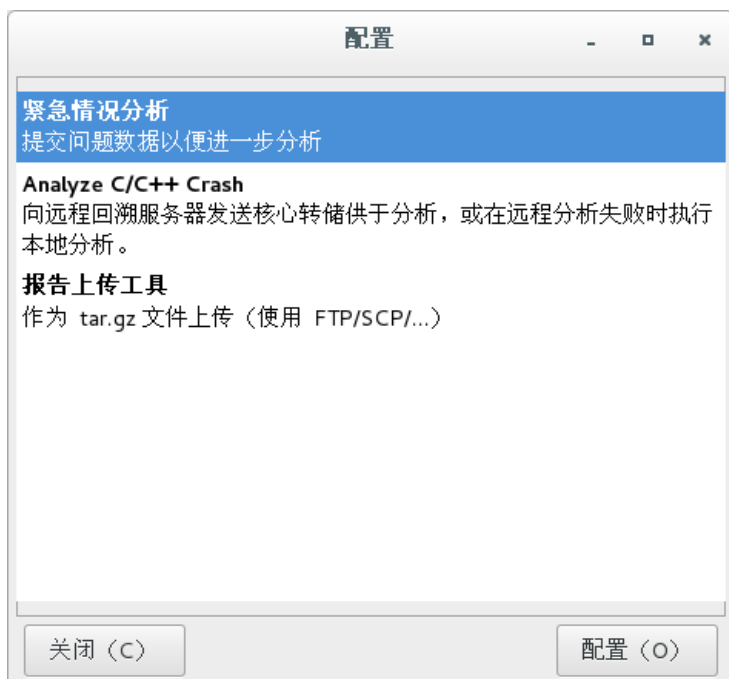 配置
紧急情况分析
提交问题数据以便进一步分析
Analyze C/C++ Crash
向远程回溯服务器发送核心转储供于分析，或在远程分析失败时执行
本地分析。
报告上传工具
作为 tar.gz 文件上传（使用 FTP/SCP/...）
关闭（C）
配置（O）